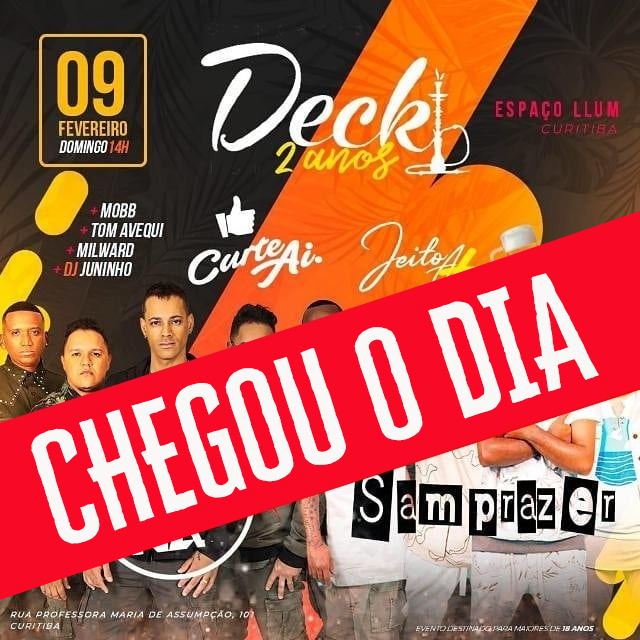 09
FEVEREIRO
DOMINGO 14H
Deck
2 anos
ESPAÇO LLUM
CURITIBA
+ MOBB
+ TOM AVEQUI
+ MILWARD
+ DJ JUNINHO
Curte Aí.
Jeito
CHEGOU O DIA
Samprazer
RUA PROFESSORA MARIA DE ASSUMPÇÃO, 101
CURITIBA
EVENTO DESTINADO PARA MAIORES DE 18 ANOS